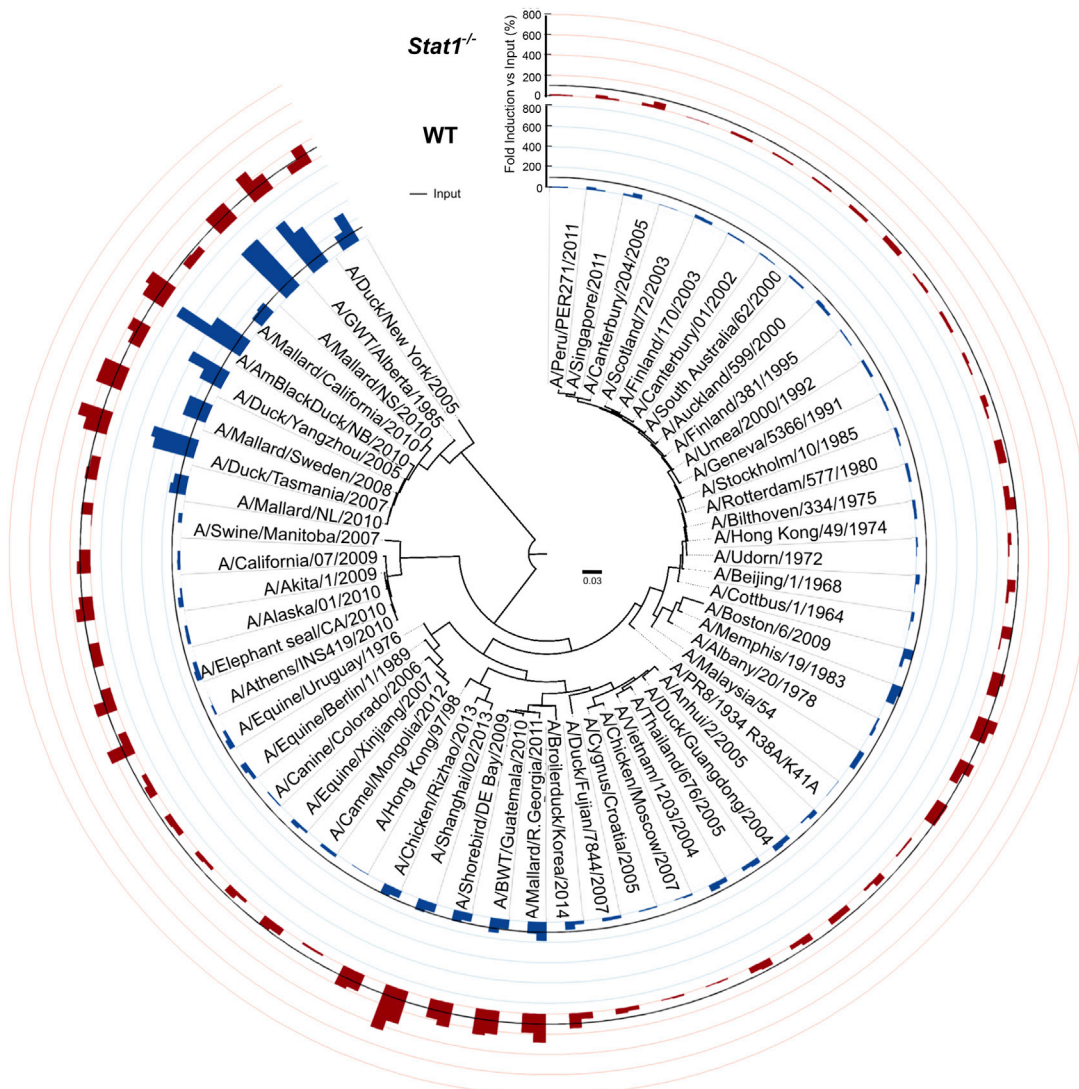 Stat1-/-
WT
Input
Fold Induction vs Input (%)
800
600
400
200
0
800
600
400
200
0
A/Peru/PER271/2011
A/Singapore/2011
A/Canterbury/204/2005
A/Scotland/72/2003
A/Finland/170/2003
A/Canterbury/01/2002
A/South Australia/62/2000
A/Auckland/599/2000
A/Finland/381/1995
A/Umea/2000/1992
A/Geneva/5366/1991
A/Stockholm/10/1985
A/Rotterdam/577/1980
A/Bilthoven/334/1975
A/Hong Kong/49/1974
A/Udorn/1972
A/Beijing/1/1968
A/Cottbus/1/1964
A/Boston/6/2009
A/Memphis/19/1983
A/Albany/20/1978
A/Malaysia/54
A/PR8/1934 R38A/K41A
A/Anhui/2/2005
A/Duck/Guangdong/2004
A/Thailand/676/2005
A/Vietnam/1203/2004
A/Chicken/Moscow/2007
A/Cygnus/Croatia/2005
A/Duck/Fujian/7844/2007
A/Broilerduck/Korea/2014
A/Mallard/R.Georgia/2011
A/BWT/Guatemala/2010
A/Shorebird/DE Bay/2009
A/Shanghai/02/2013
A/Chicken/Rizhao/2013
A/Hong Kong/97/98
A/Camel/Mongolia/2012
A/Equine/Xinjiang/2007
A/Canine/Colorado/2006
A/Equine/Berlin/1/1989
A/Equine/Uruguay/1976
A/Athens/INS419/2010
A/Elephant seal/CA/2010
A/Alaska/01/2010
A/Akita/1/2009
A/California/07/2009
A/Swine/Manitoba/2007
A/Mallard/NL/2010
A/Duck/Tasmania/2007
A/Mallard/Sweden/2008
A/Duck/Yangzhou/2005
A/AmBlackDuck/NB/2010
A/Mallard/California/2010
A/Mallard/NS/2010
A/GWT/Alberta/1985
A/Duck/New York/2005
0.03